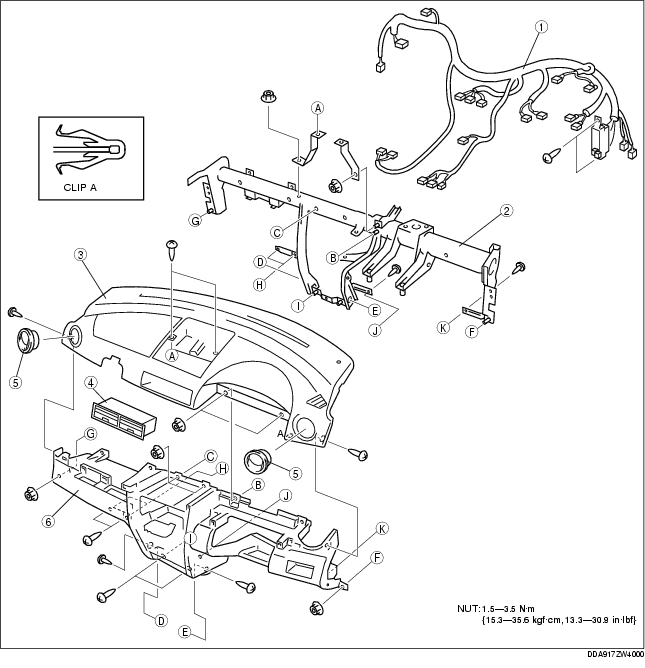 1
A
CLIP A
G
C
2
B
3
D
H
I
E
J
K
F
A
5
4
A
G
C
H
5
B
J
6
I
K
F
D
E
NUT: 1.5—3.5 N·m
{15.3—35.6 kgf·cm, 13.3—30.9 in·lbf}
DDA917ZW4000